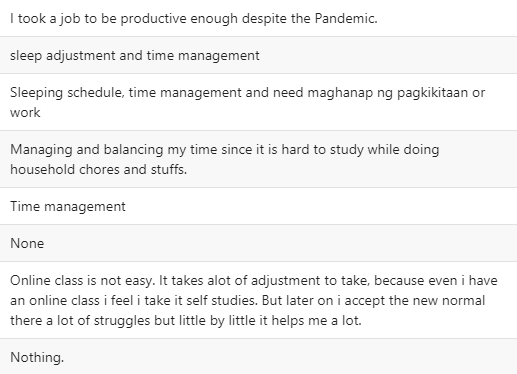 I took a job to be productive enough despite the Pandemic.
sleep adjustment and time management
Sleeping schedule, time management and need maghanap ng pagkikitaan or
work
Managing and balancing my time since it is hard to study while doing
household chores and stuffs.
Time management
None
Online class is not easy. It takes alot of adjustment to take, because even i have
an online class i feel i take it self studies. But later on i accept the new normal
there a lot of struggles but little by little it helps me a lot.
Nothing.